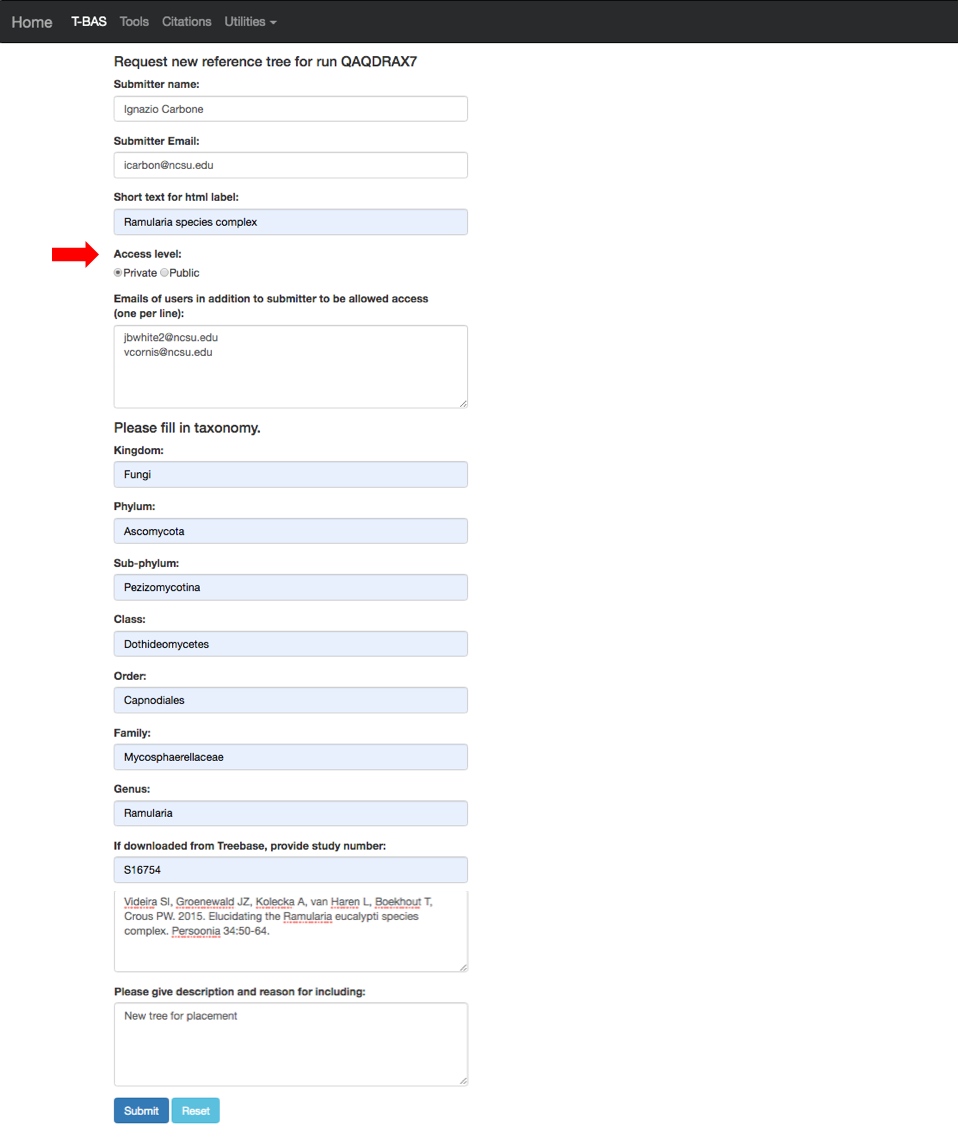 Home T-BAS Tools Citations Utilities
Request new reference tree for run QAQDRAX7
Submitter name:
Ignazio Carbone
Submitter Email:
icarbon@ncsu.edu
Short text for html label:
Ramularia species complex
Access level:
Private Public
Emails of users in addition to submitter to be allowed access
(one per line):
jbwhite2@ncsu.edu
vcornis@ncsu.edu
Please fill in taxonomy.
Kingdom:
Fungi
Phylum:
Ascomycota
Sub-phylum:
Pezizomycotina
Class:
Dothideomycetes
Order:
Capnodiales
Family:
Mycosphaerellaceae
Genus:
Ramularia
If downloaded from Treebase, provide study number:
S16754
Videira SI, Groenewald JZ, Kolecka A, van Haren L, Boekhout T,
Crous PW. 2015. Elucidating the Ramularia eucalypti species
complex. Persoonia 34:50-64.
Please give description and reason for including:
New tree for placement
Submit Reset